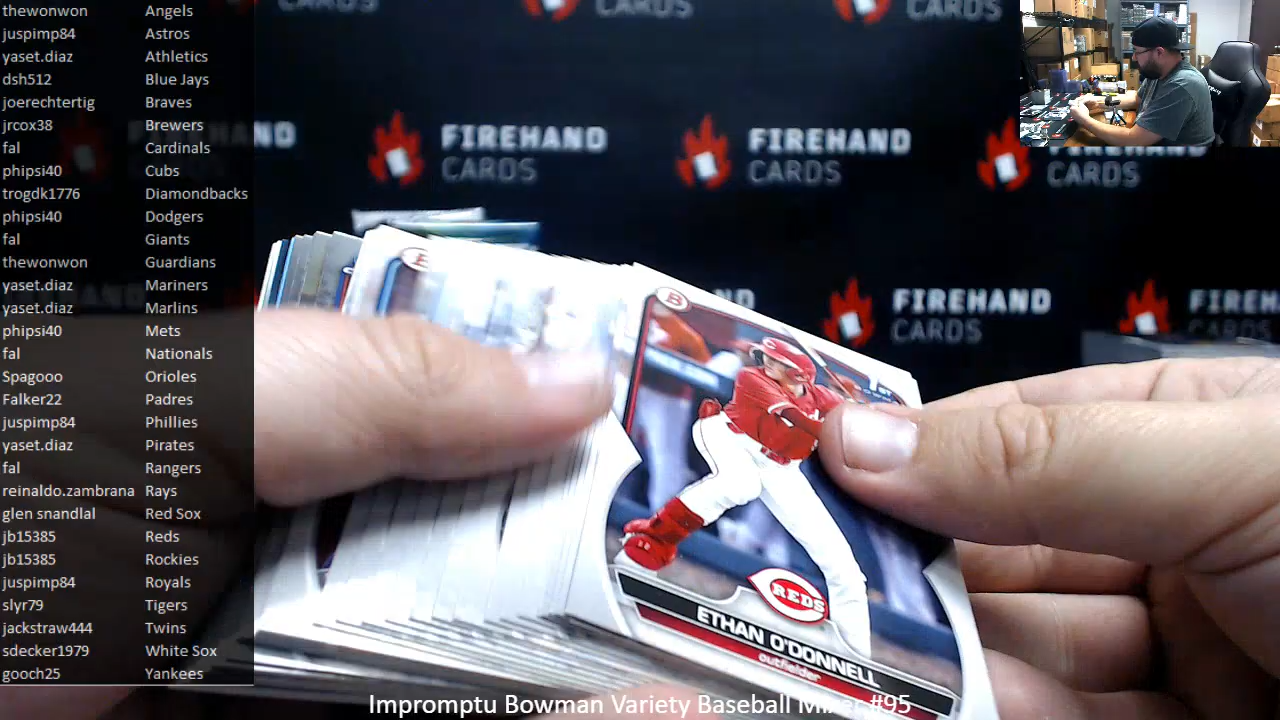 thewonwon Angels
juspimp84 Astros
yaset.diaz Athletics
dsh512 Blue Jays
joerechtertig Braves
jrcox38 Brewers
fal Cardinals
phipsi40 Cubs
trogdk1776 Diamondbacks
phipsi40 Dodgers
fal Giants
thewonwon Guardians
yaset.diaz Mariners
yaset.diaz Marlins
phipsi40 Mets
fal Nationals
Spagooo Orioles
Falker22 Padres
juspimp84 Phillies
yaset.diaz Pirates
fal Rangers
reinaldo.zambrana Rays
glen snandlal Red Sox
jb15385 Reds
jb15385 Rockies
juspimp84 Royals
slyr79 Tigers
jackstraw444 Twins
sdecker1979 White Sox
gooch25 Yankees
CARDS
CARDS
CARDS
FIREHAND
CARDS
FIREHAND
CARDS
CARDS
FIREHAND
CARDS
B
B
1ST
REDS
ETHAN O'DONNELL
outfielder
Impromptu Bowman Variety Baseball Mixer #95